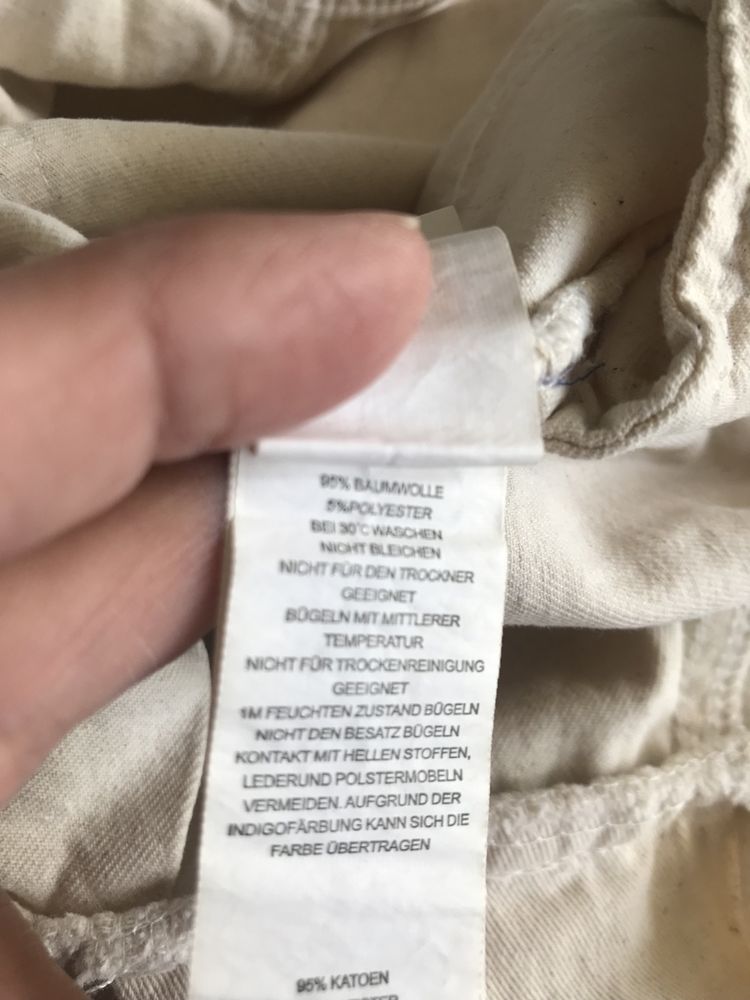 95% BAUMWOLLE
5%POLYESTER
BEI 30°C WASCHEN
NICHT BLEICHEN
NICHT FÜR DEN TROCKNER
GEEIGNET
BÜGELN MIT MITTLERER
TEMPERATUR
NICHT FÜR TROCKENREINIGUNG
GEEIGNET
1M FEUCHTEN ZUSTAND BÜGELN
NICHT DEN BESATZ BÜGELN
KONTAKT MIT HELLEN STOFFEN,
LEDERUND POLSTERMOBELN
VERMEIDEN. AUFGRUND DER
INDIGOFÄRBUNG KANN SICH DIE
FARBE ÜBERTRAGEN
95% KATOEN